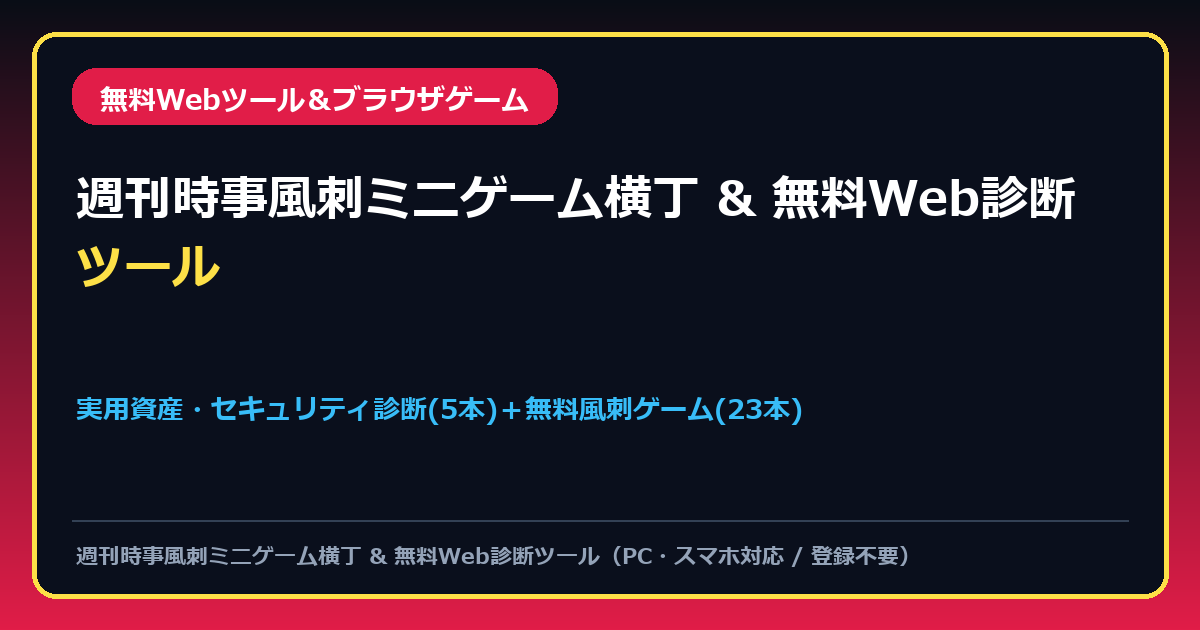 無料Webツール&ブラウザゲーム
週刊時事風刺ミニゲーム横丁 & 無料Web診断
ツール
実用資産・セキュリティ診断(5本)+無料風刺ゲーム(23本)
週刊時事風刺ミニゲーム横丁 & 無料Web診断ツール（PC・スマホ対応 / 登録不要）